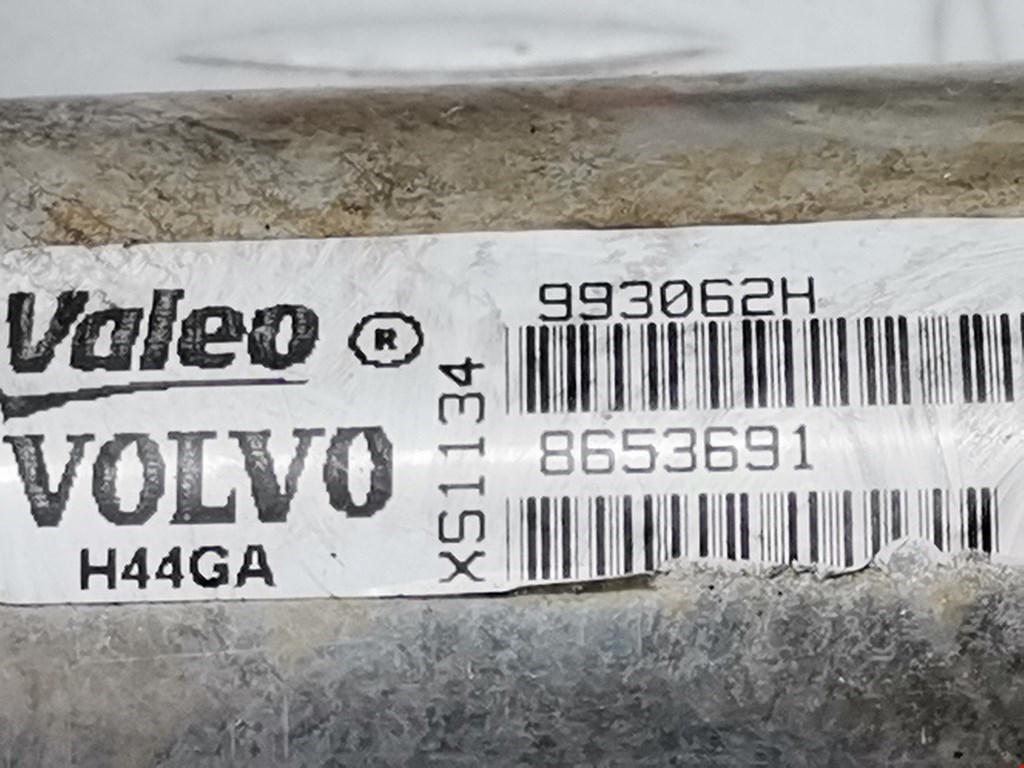 Valeo ®
VOLVO
H44GA
XS1134
993062H
8653691